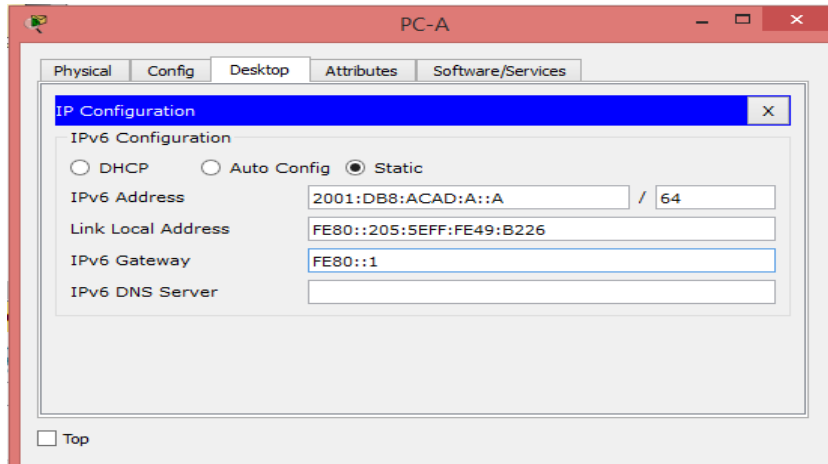 PC-A
Physical Config Desktop Attributes Software/Services
IP Configuration X
IPv6 Configuration
DHCP Auto Config Static
IPv6 Address 2001:DB8:ACAD:A::A / 64
Link Local Address FE80::205:5EFF:FE49:B226
IPv6 Gateway FE80::1
IPv6 DNS Server
Top